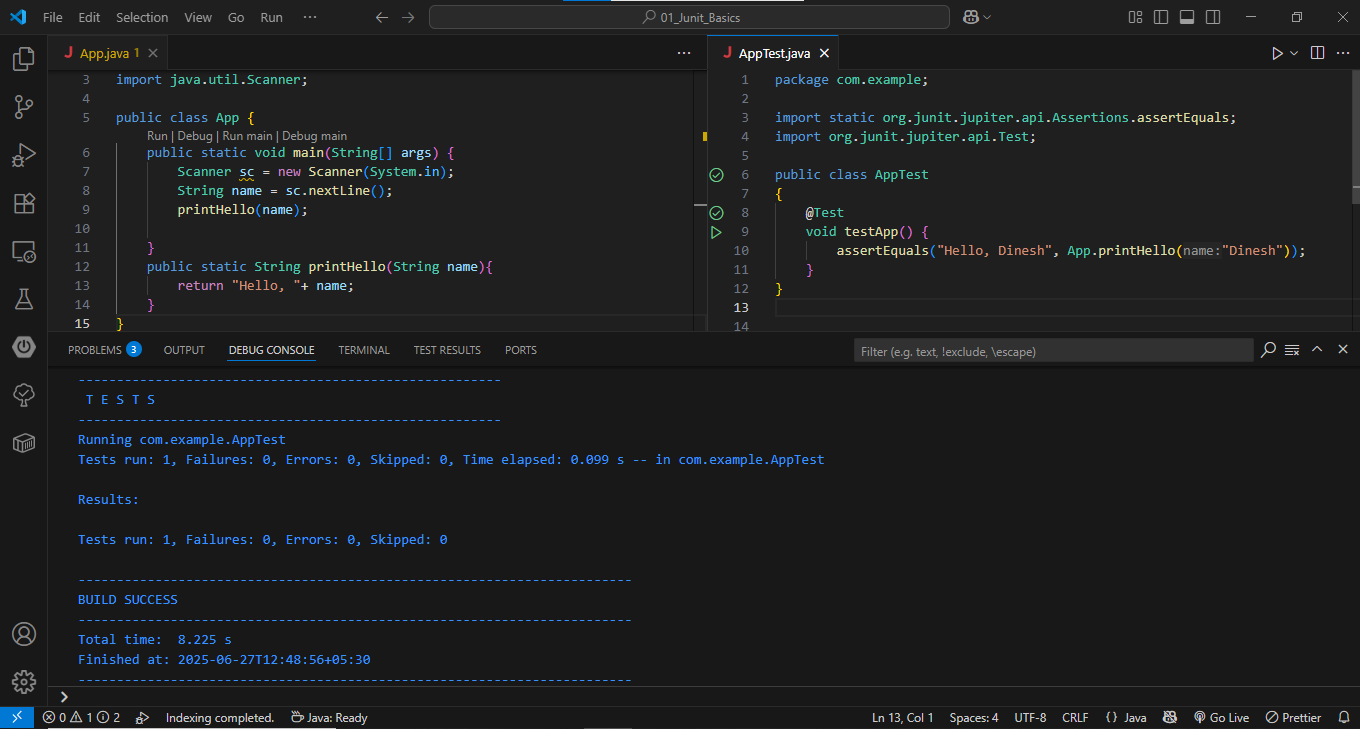 File Edit Selection View Go Run ··· 01_Junit_Basics
App.java 1
3 import java.util.Scanner;
4
5 public class App {
Run | Debug | Run main | Debug main
6 public static void main(String[] args) {
7 Scanner sc = new Scanner(System.in);
8 String name = sc.nextLine();
9 printHello(name);
10
11 }
12 public static String printHello(String name){
13 return "Hello, "+ name;
14 }
15 }
AppTest.java
1 package com.example;
2
3 import static org.junit.jupiter.api.Assertions.assertEquals;
4 import org.junit.jupiter.api.Test;
5
6 public class AppTest
7 {
8 @Test
9 void testApp() {
10 assertEquals("Hello, Dinesh", App.printHello(name:"Dinesh"));
11 }
12 }
13
14
PROBLEMS 3 OUTPUT DEBUG CONSOLE TERMINAL TEST RESULTS PORTS Filter (e.g. text, !exclude, \escape)
-------------------------------------------------------
T E S T S
-------------------------------------------------------
Running com.example.AppTest
Tests run: 1, Failures: 0, Errors: 0, Skipped: 0, Time elapsed: 0.099 s -- in com.example.AppTest
Results:
Tests run: 1, Failures: 0, Errors: 0, Skipped: 0
------------------------------------------------------------------------
BUILD SUCCESS
------------------------------------------------------------------------
Total time:  8.225 s
Finished at: 2025-06-27T12:48:56+05:30
------------------------------------------------------------------------
0 1 2 Indexing completed. Java: Ready Ln 13, Col 1 Spaces: 4 UTF-8 CRLF {} Java Go Live Prettier